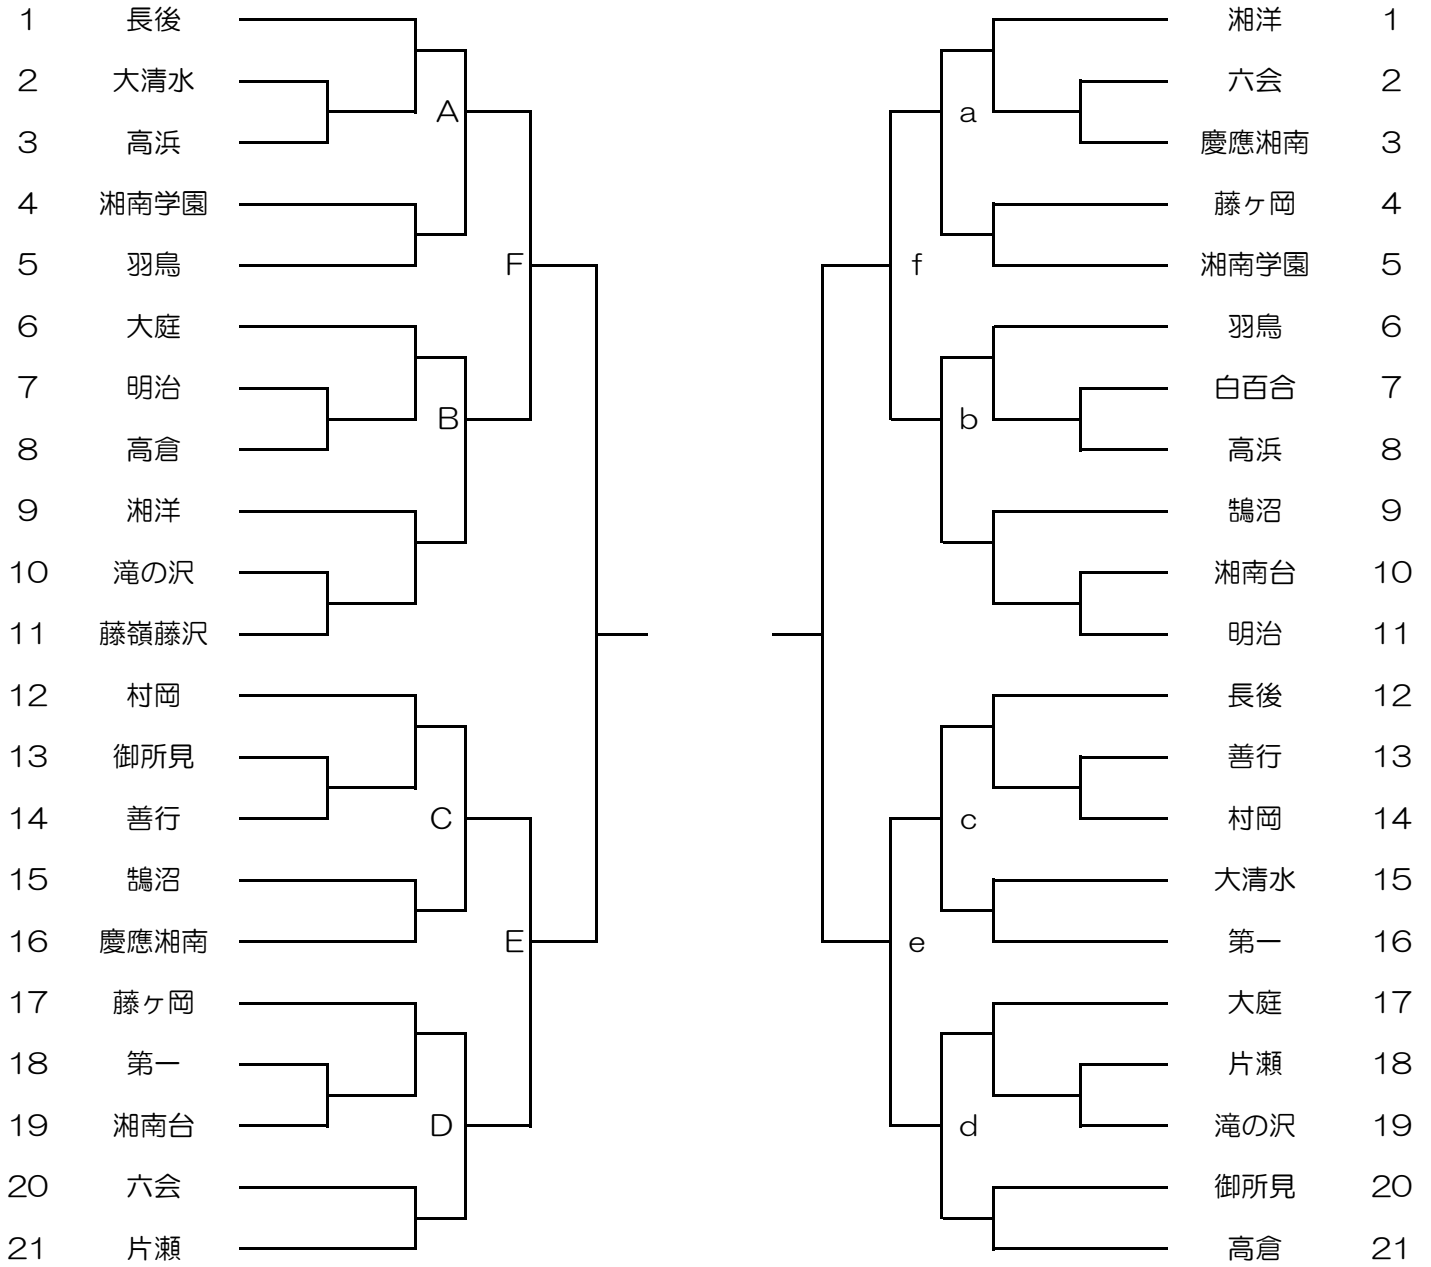 1 長後
2 大清水
A
3 高浜
4 湘南学園
5 羽鳥
F
6 大庭
7 明治
B
8 高倉
9 湘洋
10 滝の沢
11 藤嶺藤沢
12 村岡
13 御所見
C
14 善行
15 鵠沼
16 慶應湘南
E
17 藤ヶ岡
18 第一
D
19 湘南台
20 六会
21 片瀬
湘洋 1
六会 2
a
慶應湘南 3
藤ヶ岡 4
湘南学園 5
f
羽鳥 6
白百合 7
b
高浜 8
鵠沼 9
湘南台 10
明治 11
長後 12
善行 13
c
村岡 14
大清水 15
第一 16
e
大庭 17
片瀬 18
d
滝の沢 19
御所見 20
高倉 21